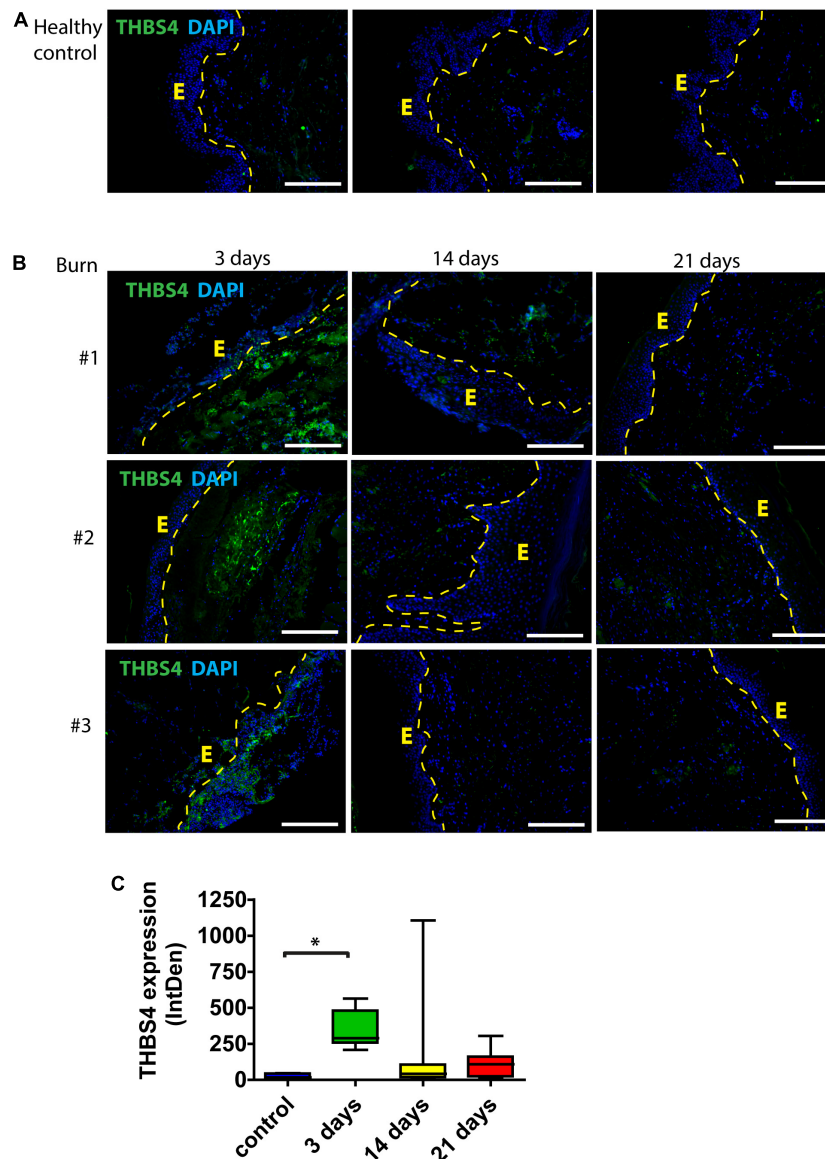 A Healthy control
THBS4 DAPI
E
E
E
B Burn 3 days 14 days 21 days
THBS4 DAPI
#1
E
E
E
THBS4 DAPI
#2
E
E
E
THBS4 DAPI
#3
E
E
E
C
THBS4 expression
(IntDen)
1250
1000
750
500
250
0
*
control
3 days
14 days
21 days